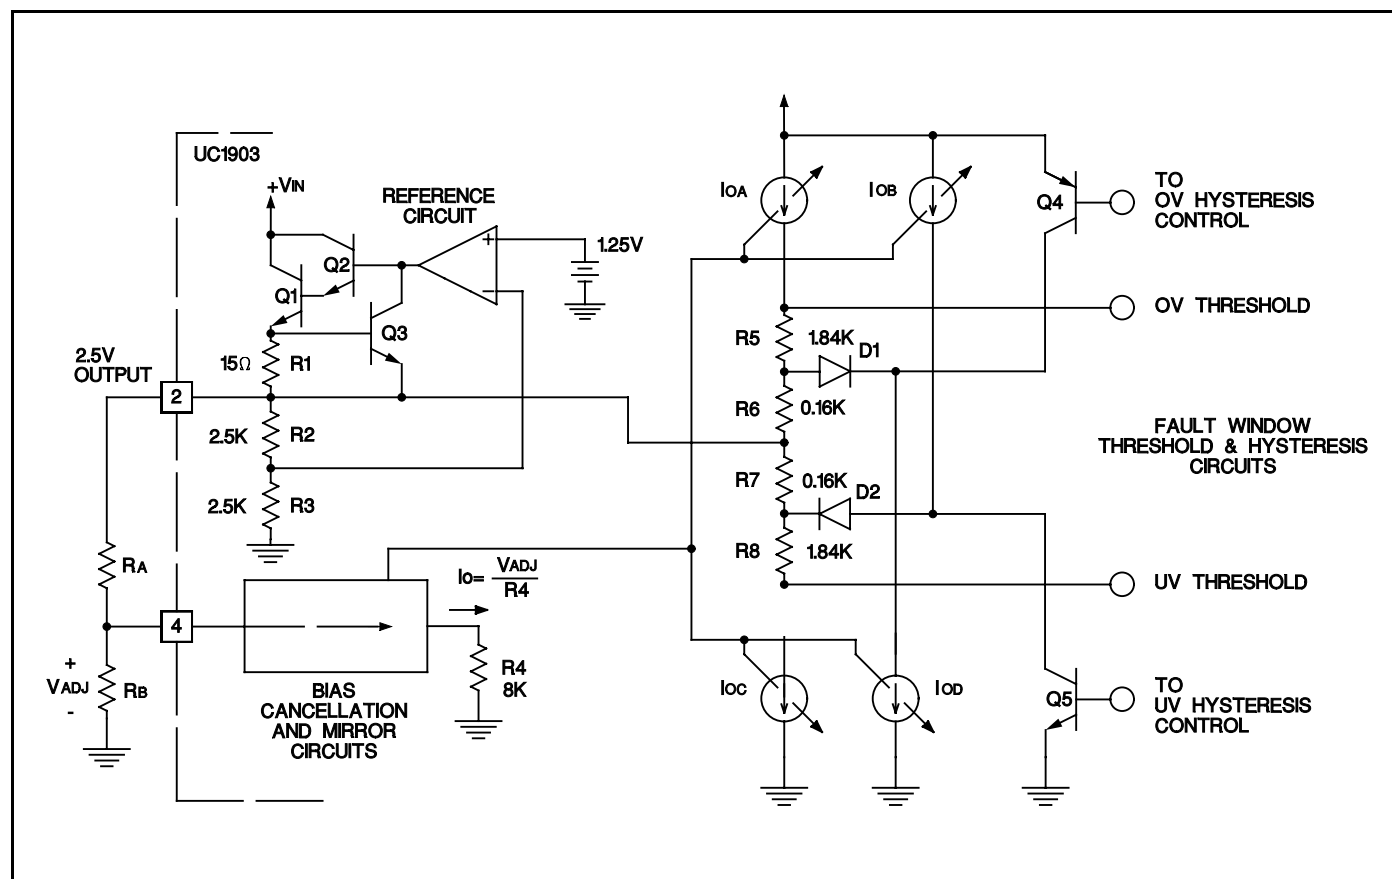 UC1903
+VIN
REFERENCE
CIRCUIT
+
−
1.25V
Q2
Q1
Q3
15Ω
R1
2.5V
OUTPUT
2
2.5K
R2
2.5K
R3
RA
4
+
VADJ
-
RB
BIAS
CANCELLATION
AND MIRROR
CIRCUITS
IO= VADJ
R4
R4
8K
IOA
IOB
Q4
TO
OV HYSTERESIS
CONTROL
OV THRESHOLD
R5
1.84K
D1
R6
0.16K
FAULT WINDOW
THRESHOLD & HYSTERESIS
CIRCUITS
R7
0.16K
D2
R8
1.84K
UV THRESHOLD
IOC
IOD
Q5
TO
UV HYSTERESIS
CONTROL